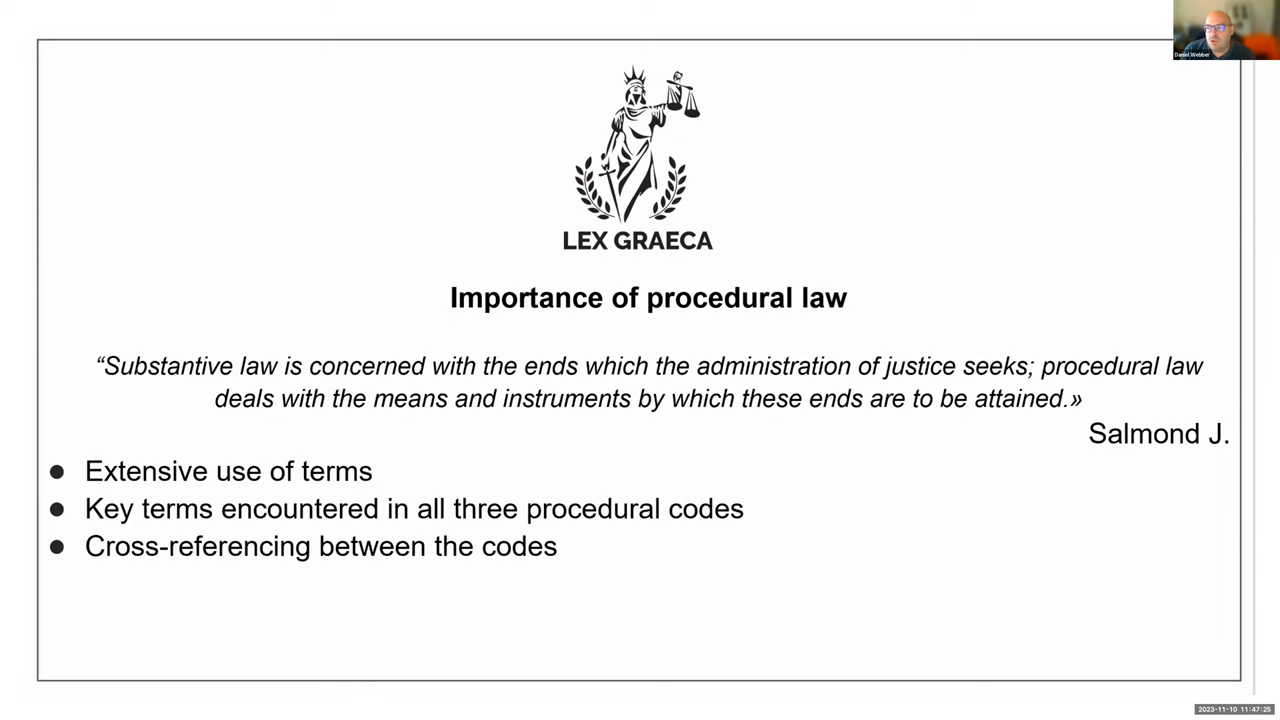 Daniel Webber
LEX GRAECA
Importance of procedural law
“Substantive law is concerned with the ends which the administration of justice seeks; procedural law
deals with the means and instruments by which these ends are to be attained.»
Salmond J.
● Extensive use of terms
● Key terms encountered in all three procedural codes
● Cross-referencing between the codes
2023-11-10 11:47:25